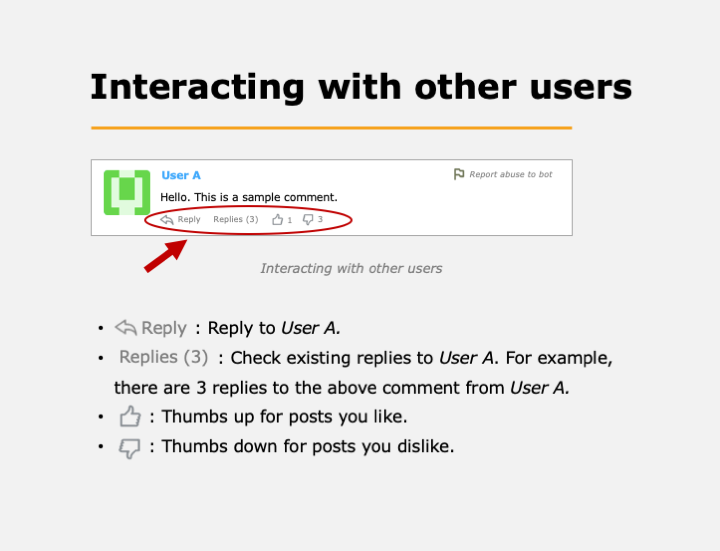 Interacting with other users
User A
Report abuse to bot
Hello. This is a sample comment.
Reply Replies (3) 1 3
Interacting with other users
• Reply : Reply to User A.
• Replies (3) : Check existing replies to User A. For example,
there are 3 replies to the above comment from User A.
• : Thumbs up for posts you like.
• : Thumbs down for posts you dislike.